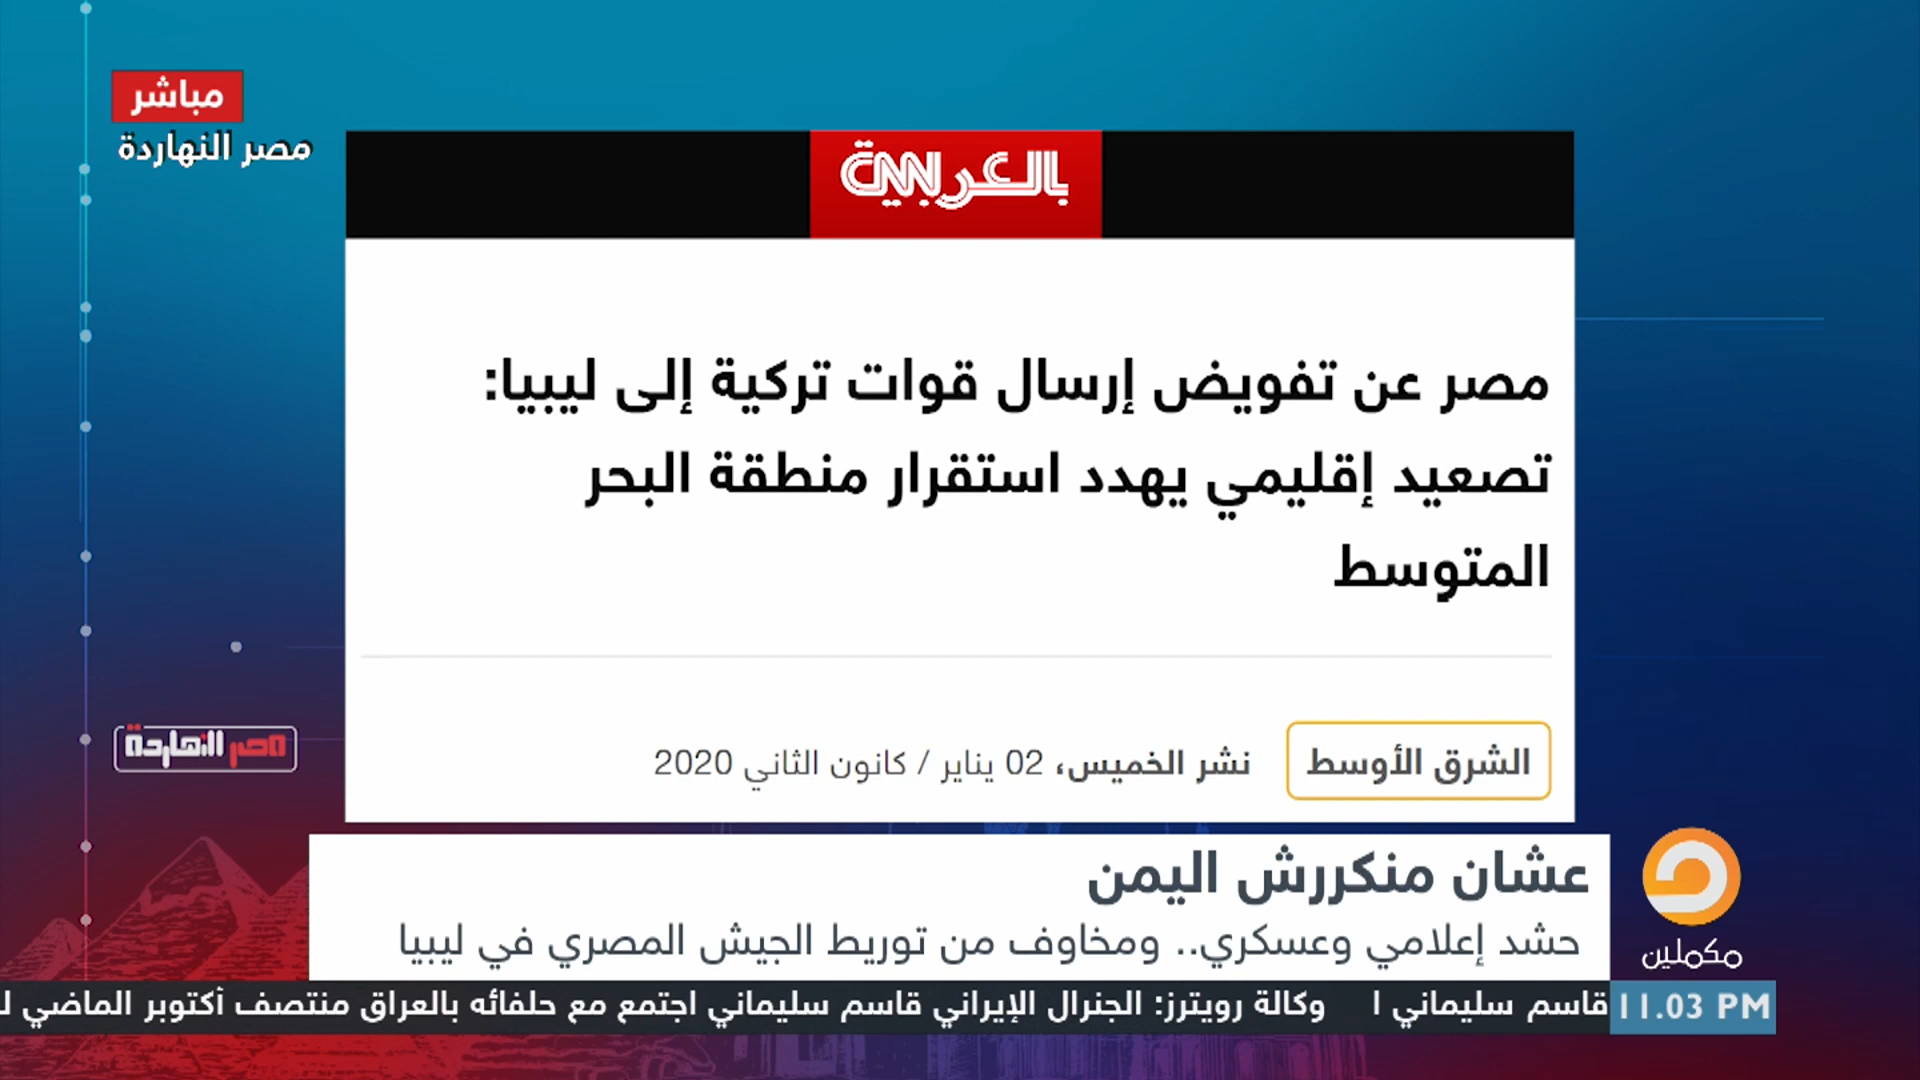 مباشر
مصر النهاردة
CNN بالعربية
مصر عن تفويض إرسال قوات تركية إلى ليبيا:
تصعيد إقليمي يهدد استقرار منطقة البحر
المتوسط
الشرق الأوسط
نشر الخميس، 02 يناير / كانون الثاني 2020
مصر النهاردة
عشان منكررش اليمن
حشد إعلامي وعسكري.. ومخاوف من توريط الجيش المصري في ليبيا
مكملين
قاسم سليماني ا وكالة رويترز: الجنرال الإيراني قاسم سليماني اجتمع مع حلفائه بالعراق منتصف أكتوبر الماضي ل
11.03 PM